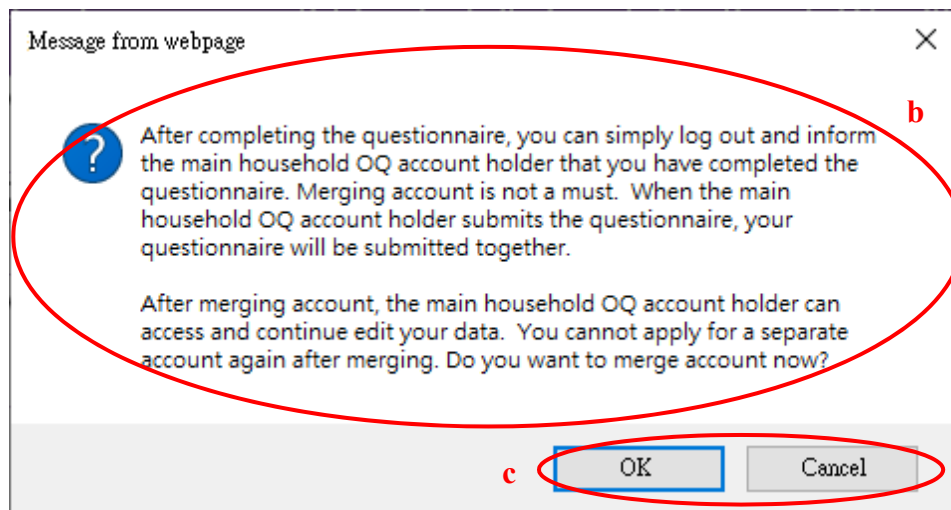 Message from webpage
b
After completing the questionnaire, you can simply log out and inform
the main household OQ account holder that you have completed the
questionnaire. Merging account is not a must.  When the main
household OQ account holder submits the questionnaire, your
questionnaire will be submitted together.
After merging account, the main household OQ account holder can
access and continue edit your data.  You cannot apply for a separate
account again after merging. Do you want to merge account now?
c
OK
Cancel